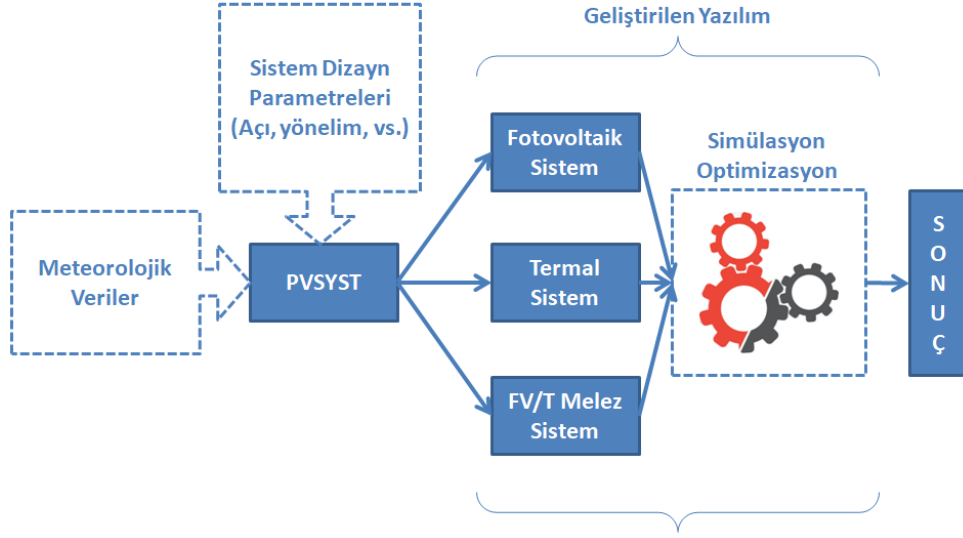 Geliştirilen Yazılım
Sistem Dizayn
Parametreleri
(Açı, yönelim, vs.)
Meteorolojik
Veriler
PVSYST
Fotovoltaik
Sistem
Termal
Sistem
FV/T Melez
Sistem
Simülasyon
Optimizasyon
S
O
N
U
Ç